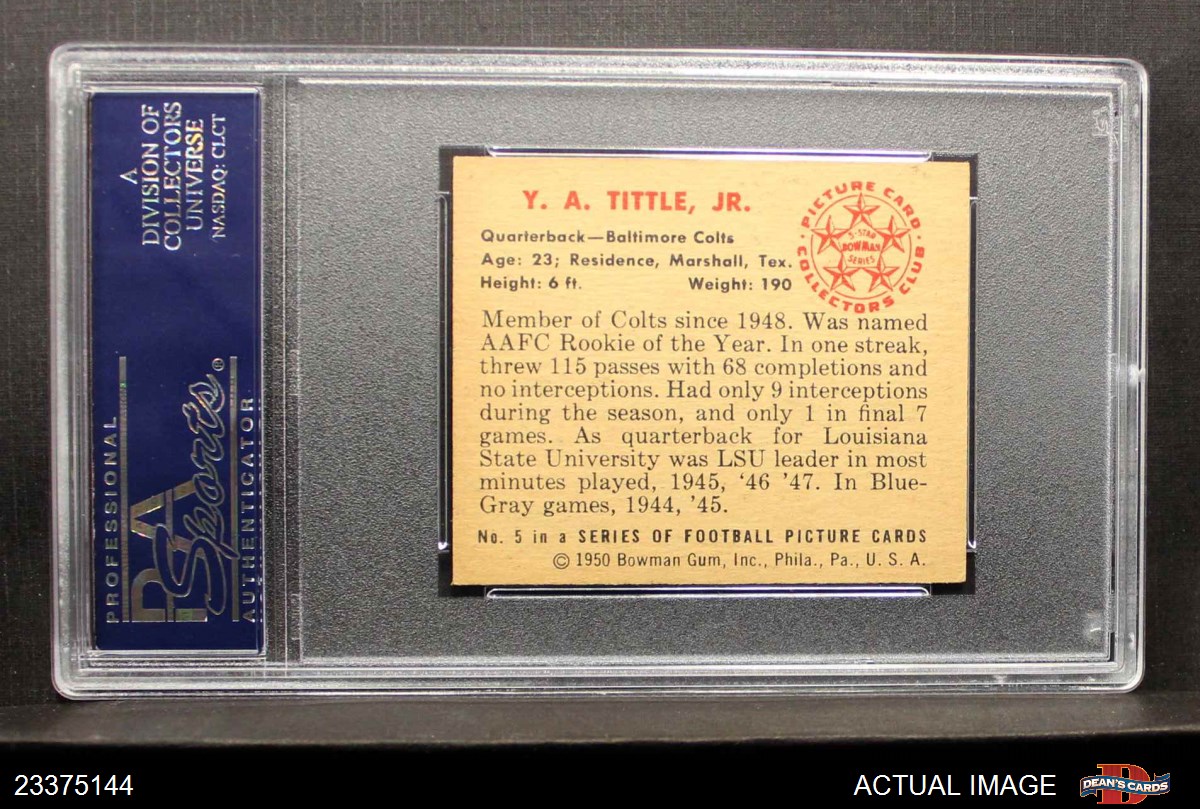 A
DIVISION OF
COLLECTORS
UNIVERSE
NASDAQ: CLCT
PROFESSIONAL
PSA
Sports®
AUTHENTICATOR
Y. A. TITTLE, JR.
Quarterback—Baltimore Colts
Age: 23; Residence, Marshall, Tex.
Height: 6 ft. Weight: 190
PICTURE CARD
COLLECTORS CLUB
5-STAR
BOWMAN
SERIES
Member of Colts since 1948. Was named
AAFC Rookie of the Year. In one streak,
threw 115 passes with 68 completions and
no interceptions. Had only 9 interceptions
during the season, and only 1 in final 7
games. As quarterback for Louisiana
State University was LSU leader in most
minutes played, 1945, ‘46 ’47. In Blue-
Gray games, 1944, ’45.
No. 5 in a SERIES OF FOOTBALL PICTURE CARDS
© 1950 Bowman Gum, Inc., Phila., Pa., U. S. A.
23375144
ACTUAL IMAGE
D
DEAN'S CARDS